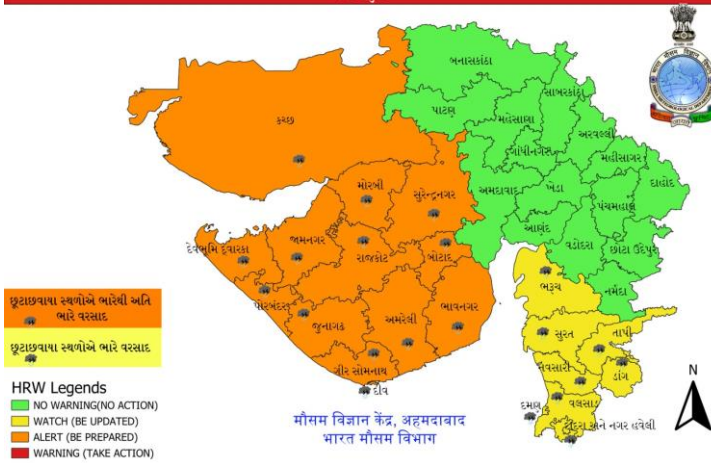 બનાસકાંઠા
પાટણ
મહેસાણા
સાબરકાંઠા
અરવલ્લી
ગાંધીનગર
મહીસાગર
કચ્છ
મોરબી
સુરેન્દ્રનગર
અમદાવાદ
ખેડા
પંચમહાલ
દાહોદ
આણંદ
વડોદરા
છોટા ઉદેપુર
દેવભૂમિ દ્વારકા
જામનગર
રાજકોટ
બોટાદ
નર્મદા
ભરૂચ
પોરબંદર
જુનાગઢ
અમરેલી
ભાવનગર
સુરત
તાપી
નવસારી
ડાંગ
ગીર સોમનાથ
દીવ
વલસાડ
દમણ
દાદરા અને નગર હવેલી
છૂટાછવાયા સ્થળોએ ભારેથી અતિ
ભારે વરસાદ
છૂટાછવાયા સ્થળોએ ભારે વરસાદ
HRW Legends
NO WARNING(NO ACTION)
WATCH (BE UPDATED)
ALERT (BE PREPARED)
WARNING (TAKE ACTION)
मौसम विज्ञान केंद्र, अहमदाबाद
भारत मौसम विभाग
N